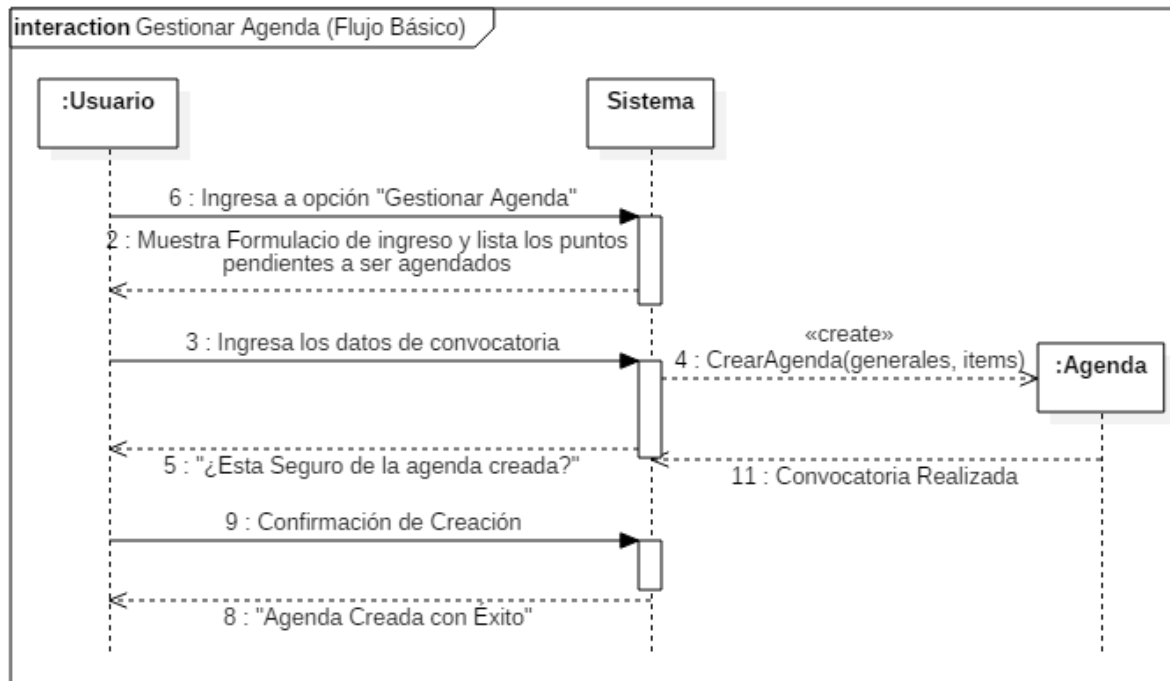 interaction Gestionar Agenda (Flujo Básico)
:Usuario
Sistema
6 : Ingresa a opción "Gestionar Agenda"
2 : Muestra Formulacio de ingreso y lista los puntos
pendientes a ser agendados
3 : Ingresa los datos de convocatoria
«create»
4 : CrearAgenda(generales, items)
:Agenda
5 : "¿Esta Seguro de la agenda creada?"
11 : Convocatoria Realizada
9 : Confirmación de Creación
8 : "Agenda Creada con Éxito"